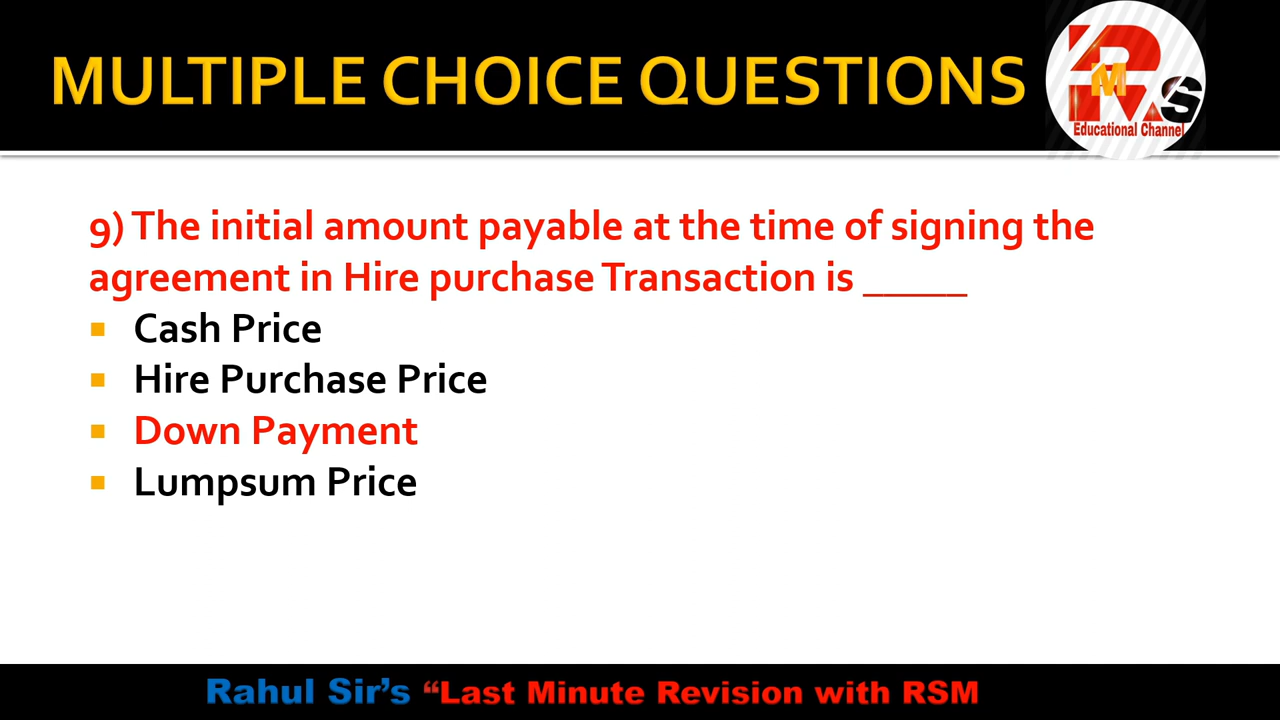 MULTIPLE CHOICE QUESTIONS
RMS
Educational Channel
9) The initial amount payable at the time of signing the
agreement in Hire purchase Transaction is _____
Cash Price
Hire Purchase Price
Down Payment
Lumpsum Price
Rahul Sir’s “Last Minute Revision with RSM